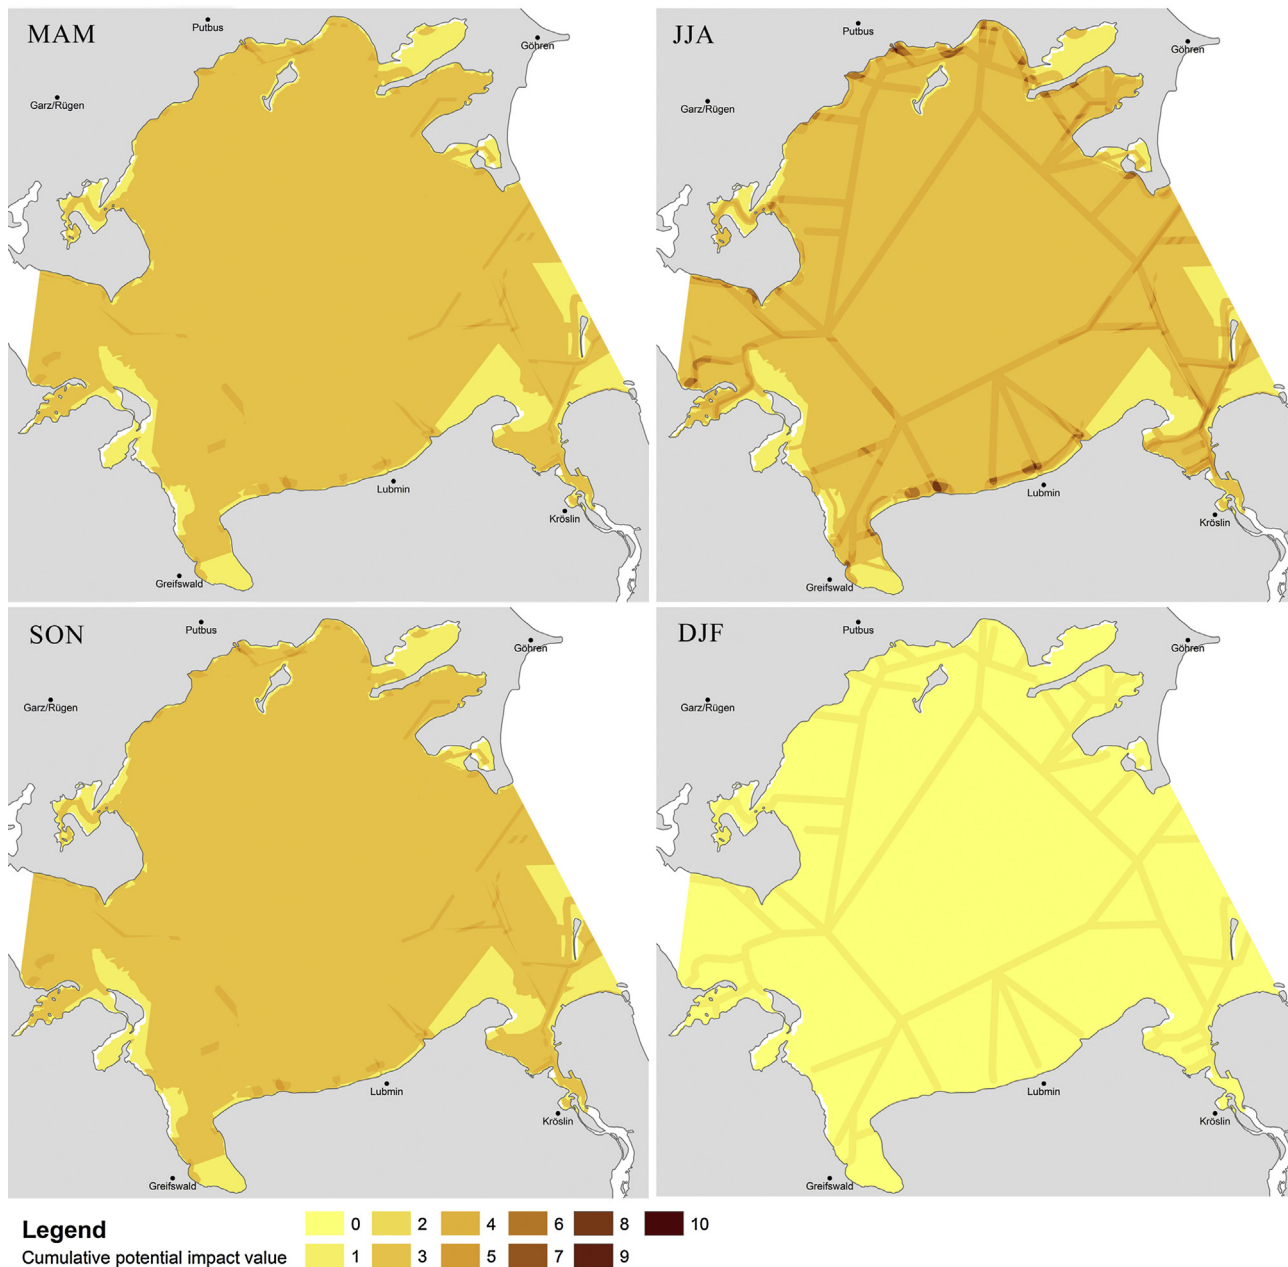 MAM
Putbus
Göhren
Garz/Rügen
Lubmin
Kröslin
Greifswald
JJA
Putbus
Göhren
Garz/Rügen
Lubmin
Kröslin
Greifswald
SON
Putbus
Göhren
Garz/Rügen
Lubmin
Kröslin
Greifswald
DJF
Putbus
Göhren
Garz/Rügen
Lubmin
Kröslin
Greifswald
Legend
Cumulative potential impact value
0 2 4 6 8 10
1 3 5 7 9